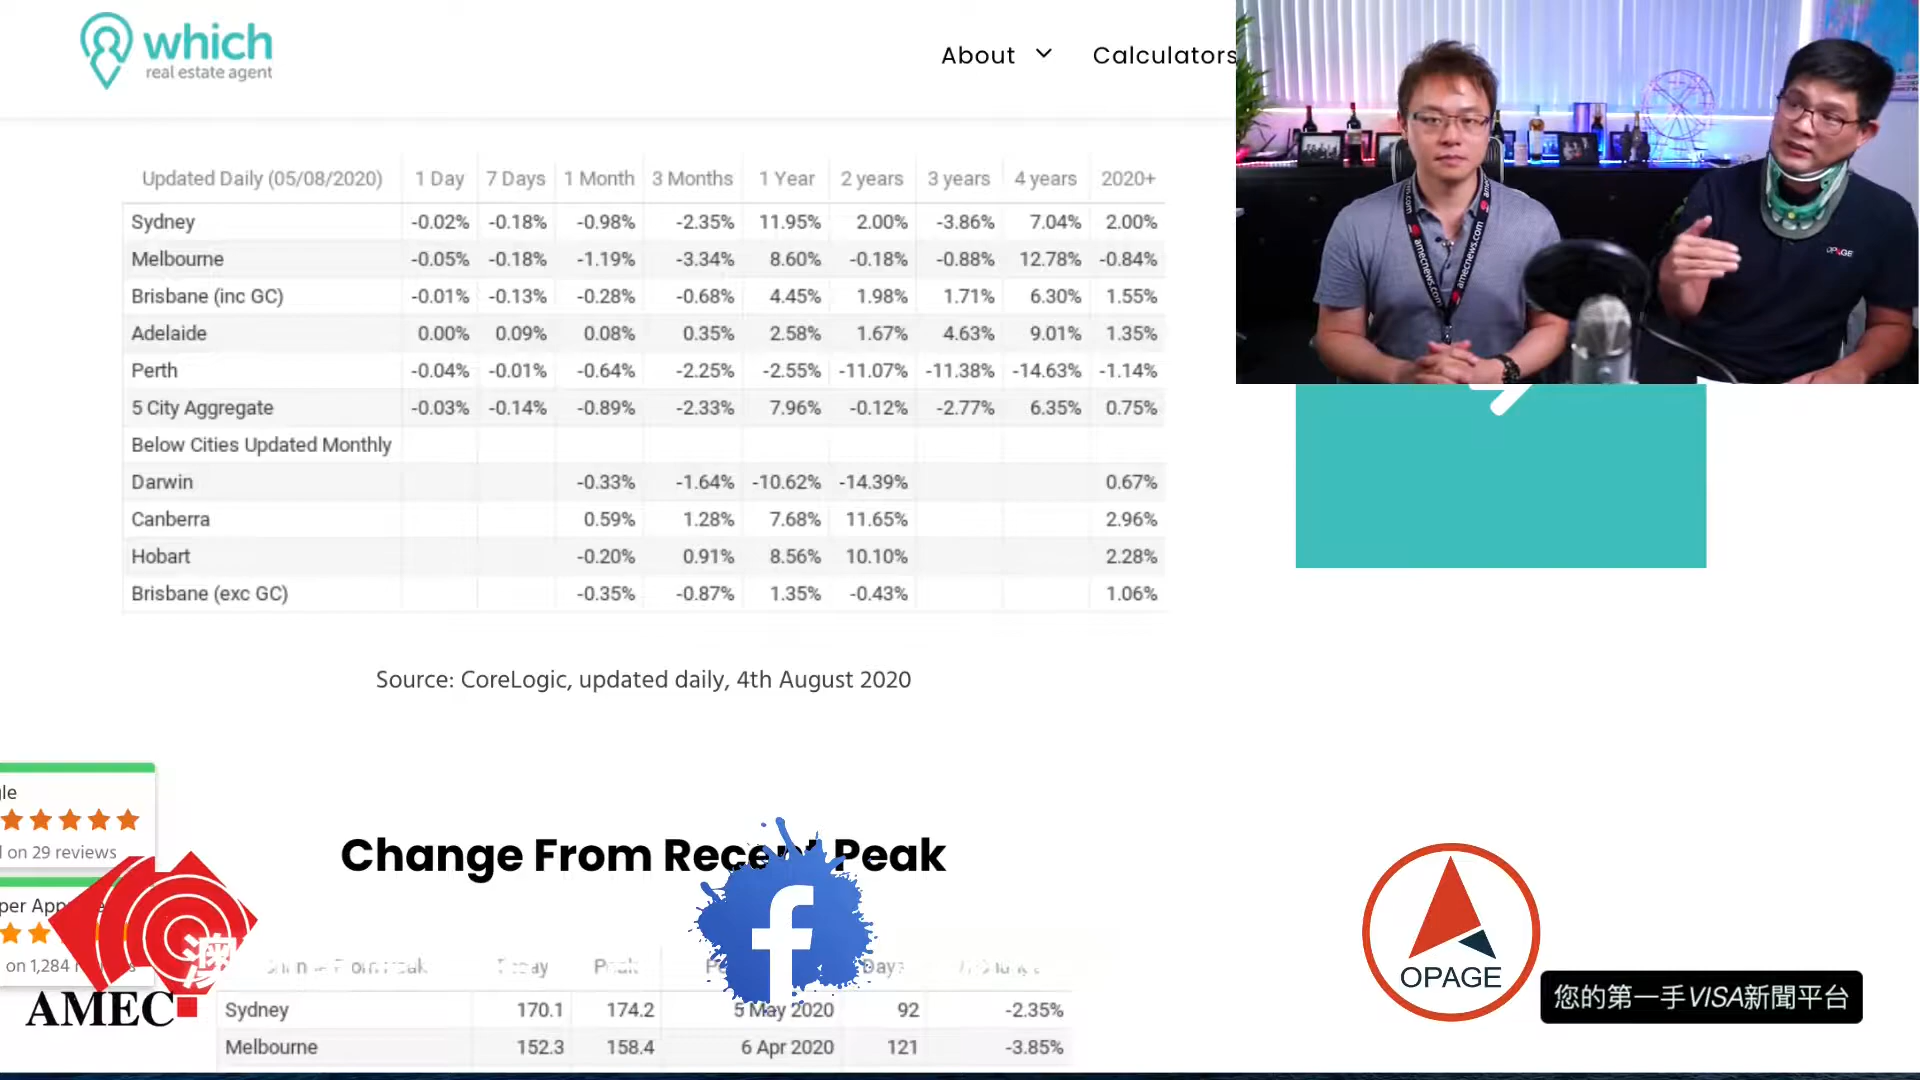 which
real estate agent
About
Calculators
Updated Daily (05/08/2020) 1 Day 7 Days 1 Month 3 Months 1 Year 2 years 3 years 4 years 2020+
Sydney -0.02% -0.18% -0.98% -2.35% 11.95% 2.00% -3.86% 7.04% 2.00%
Melbourne -0.05% -0.18% -1.19% -3.34% 8.60% -0.18% -0.88% 12.78% -0.84%
Brisbane (inc GC) -0.01% -0.13% -0.28% -0.68% 4.45% 1.98% 1.71% 6.30% 1.55%
Adelaide 0.00% 0.09% 0.08% 0.35% 2.58% 1.67% 4.63% 9.01% 1.35%
Perth -0.04% -0.01% -0.64% -2.25% -2.55% -11.07% -11.38% -14.63% -1.14%
5 City Aggregate -0.03% -0.14% -0.89% -2.33% 7.96% -0.12% -2.77% 6.35% 0.75%
Below Cities Updated Monthly
Darwin -0.33% -1.64% -10.62% -14.39% 0.67%
Canberra 0.59% 1.28% 7.68% 11.65% 2.96%
Hobart -0.20% 0.91% 8.56% 10.10% 2.28%
Brisbane (exc GC) -0.35% -0.87% 1.35% -0.43% 1.06%
Source: CoreLogic, updated daily, 4th August 2020
amecnews.com
amecnews.com
OPAGE
on 29 reviews
on 1,284
澳
AMEC
Change From Recent Peak
Sydney 170.1 174.2 5 May 2020 92 -2.35%
Melbourne 152.3 158.4 6 Apr 2020 121 -3.85%
OPAGE
您的第一手VISA新聞平台